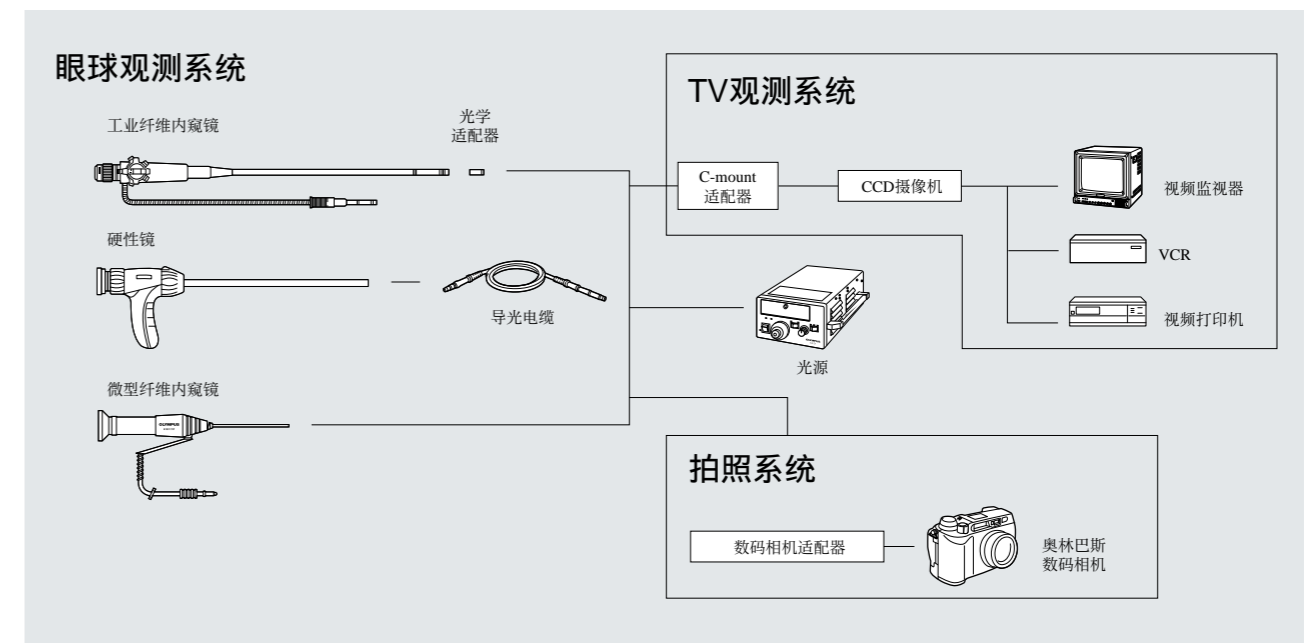 眼球观测系统
工业纤维内窥镜
光学
适配器
硬性镜
导光电缆
微型纤维内窥镜
OLYMPUS
TV观测系统
C-mount
适配器
CCD摄像机
视频监视器
VCR
视频打印机
光源
拍照系统
数码相机适配器
奥林巴斯
数码相机